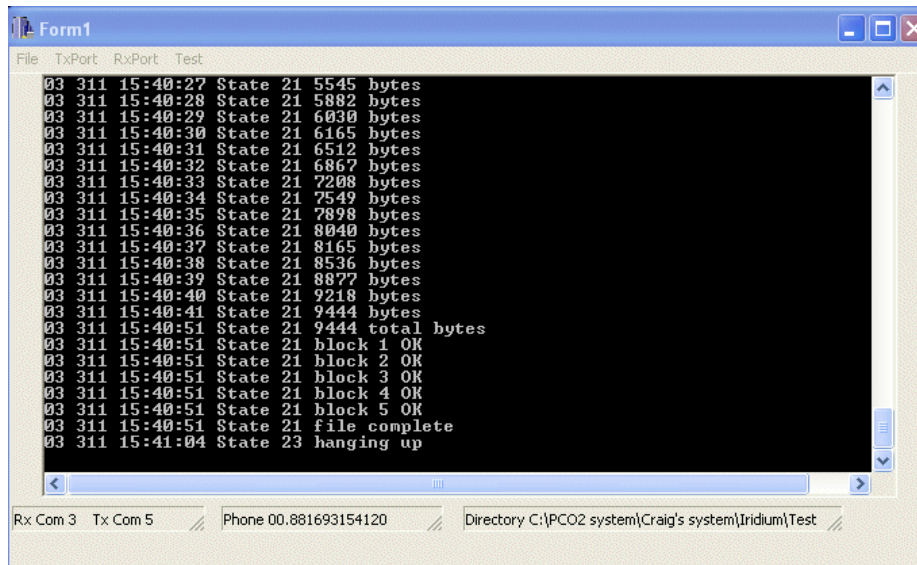 Form1
File TxPort RxPort Test
03 311 15:40:27 State 21 5545 bytes
03 311 15:40:28 State 21 5882 bytes
03 311 15:40:29 State 21 6030 bytes
03 311 15:40:30 State 21 6165 bytes
03 311 15:40:31 State 21 6512 bytes
03 311 15:40:32 State 21 6867 bytes
03 311 15:40:33 State 21 7208 bytes
03 311 15:40:34 State 21 7549 bytes
03 311 15:40:35 State 21 7898 bytes
03 311 15:40:36 State 21 8040 bytes
03 311 15:40:37 State 21 8165 bytes
03 311 15:40:38 State 21 8536 bytes
03 311 15:40:39 State 21 8877 bytes
03 311 15:40:40 State 21 9218 bytes
03 311 15:40:41 State 21 9444 bytes
03 311 15:40:51 State 21 9444 total bytes
03 311 15:40:51 State 21 block 1 OK
03 311 15:40:51 State 21 block 2 OK
03 311 15:40:51 State 21 block 3 OK
03 311 15:40:51 State 21 block 4 OK
03 311 15:40:51 State 21 block 5 OK
03 311 15:40:51 State 21 file complete
03 311 15:41:04 State 23 hanging up
Rx Com 3 Tx Com 5 Phone 00.881693154120 Directory C:\PCO2 system\Craig's system\Iridium\Test